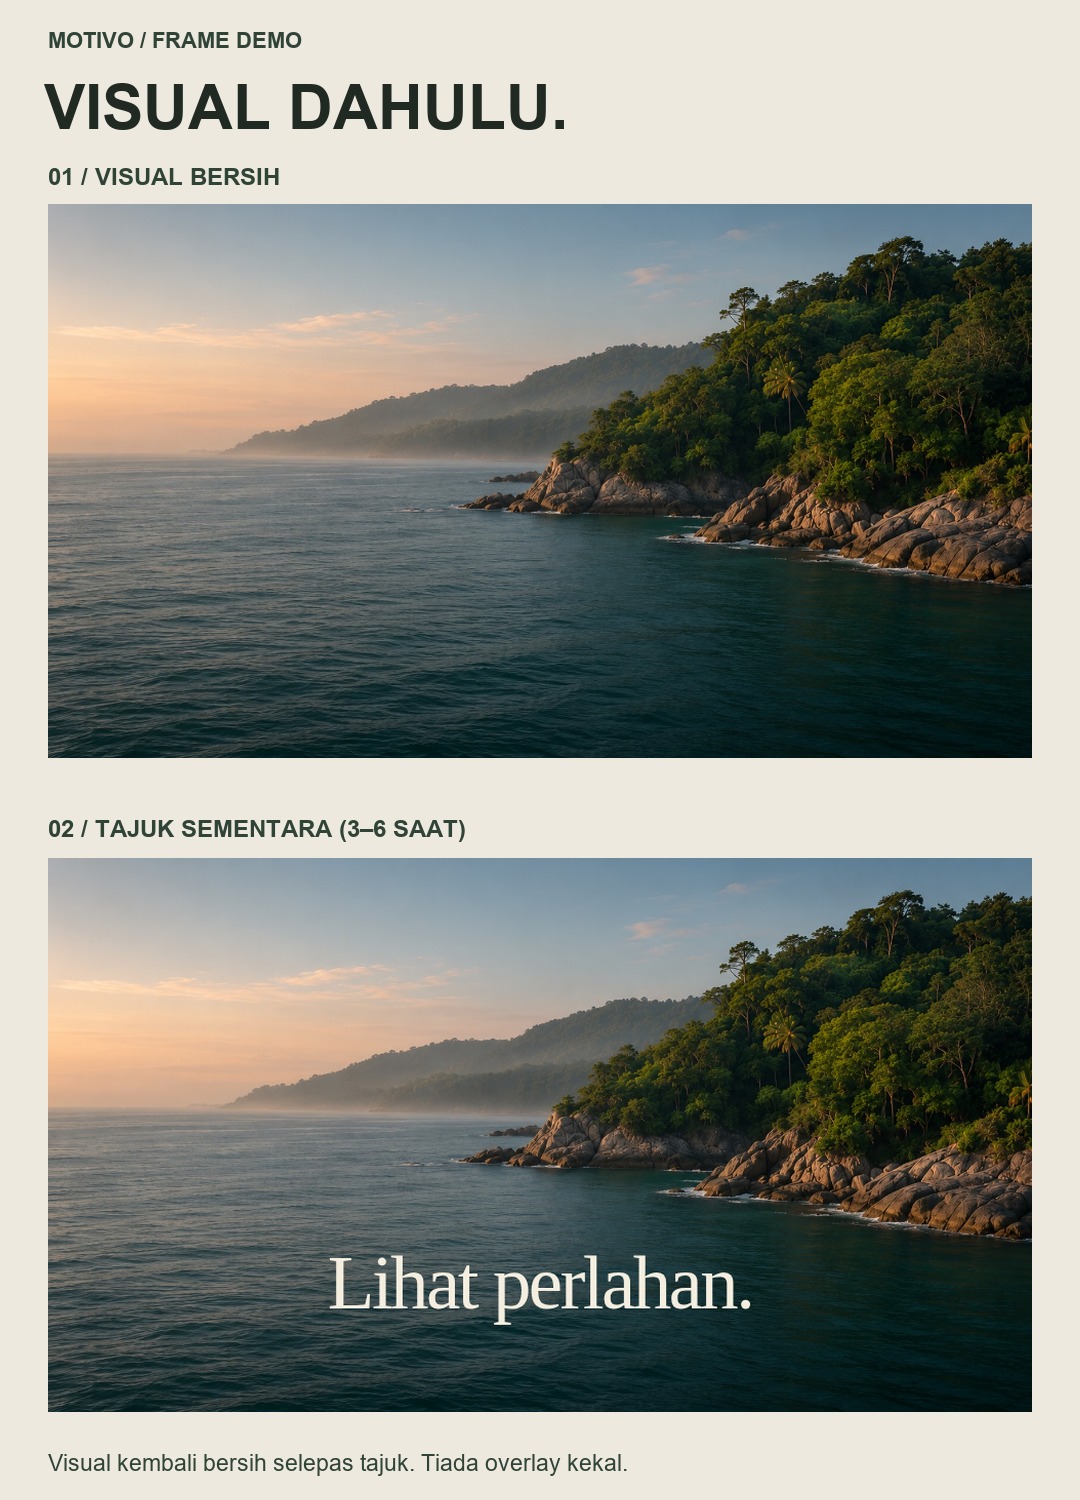 MOTIVO / FRAME DEMO
VISUAL DAHULU.
01 / VISUAL BERSIH
02 / TAJUK SEMENTARA (3–6 SAAT)
Lihat perlahan.
Visual kembali bersih selepas tajuk. Tiada overlay kekal.